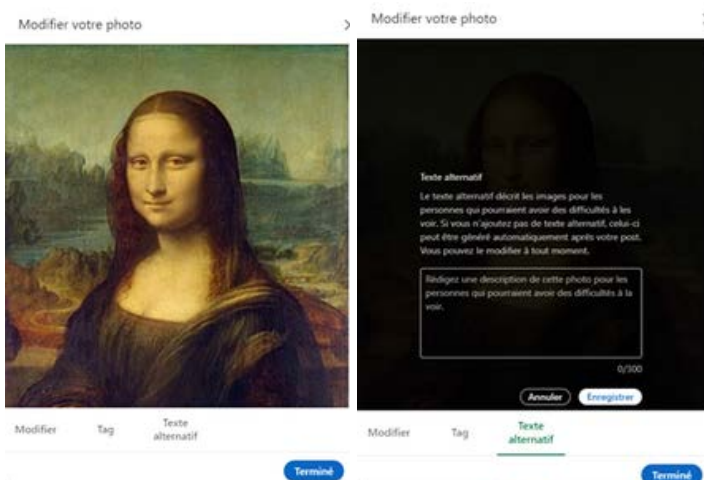 Modifier votre photo
Modifier
Tag
Texte
alternatif
Terminé
Modifier votre photo
Texte alternatif
Le texte alternatif décrit les images pour les
personnes qui pourraient avoir des difficultés à les
voir. Si vous n'ajoutez pas de texte alternatif, celui-ci
peut être généré automatiquement après votre post.
Vous pouvez le modifier à tout moment.
Rédigez une description de cette photo pour les
personnes qui pourraient avoir des difficultés à la
voir.
0/300
Annuler
Enregistrer
Modifier
Tag
Texte
alternatif
Terminé